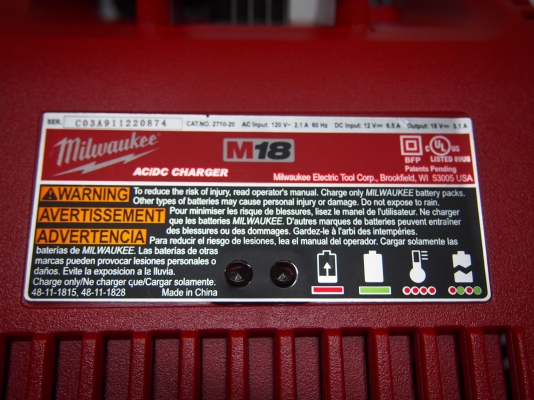 SER. C03A911220874 CAT.NO. 2710-20 AC Input: 120 V~ 2.1 A 60 Hz DC Input: 12 V⎓ 6.5 A Output: 18 V⎓ 3.1 A
Milwaukee
M18
AC/DC CHARGER
BFP
C UL US
LISTED
Patents Pending
Milwaukee Electric Tool Corp., Brookfield, WI 53005 USA
WARNING To reduce the risk of injury, read operator's manual. Charge only MILWAUKEE battery packs.
Other types of batteries may cause personal injury or damage. Do not expose to rain.
AVERTISSEMENT Pour minimiser les risque de blessures, lisez le manel de l'utilisateur. Ne charger
que les batteries MILWAUKEE. D'autres marques de batteries peuvent entraîner
des blessures ou des dommages. Gardez-le à l'arbi des intempéries.
ADVERTENCIA Para reducir el riesgo de lesiones, lea el manual del operador. Cargar solamente las
baterías de MILWAUKEE. Las baterías de otras
marcas pueden provocar lesiones personales o
daños. Evite la exposicion a la lluvia.
Charge only/Ne charger que/Cargar solamente.
48-11-1815, 48-11-1828 Made in China